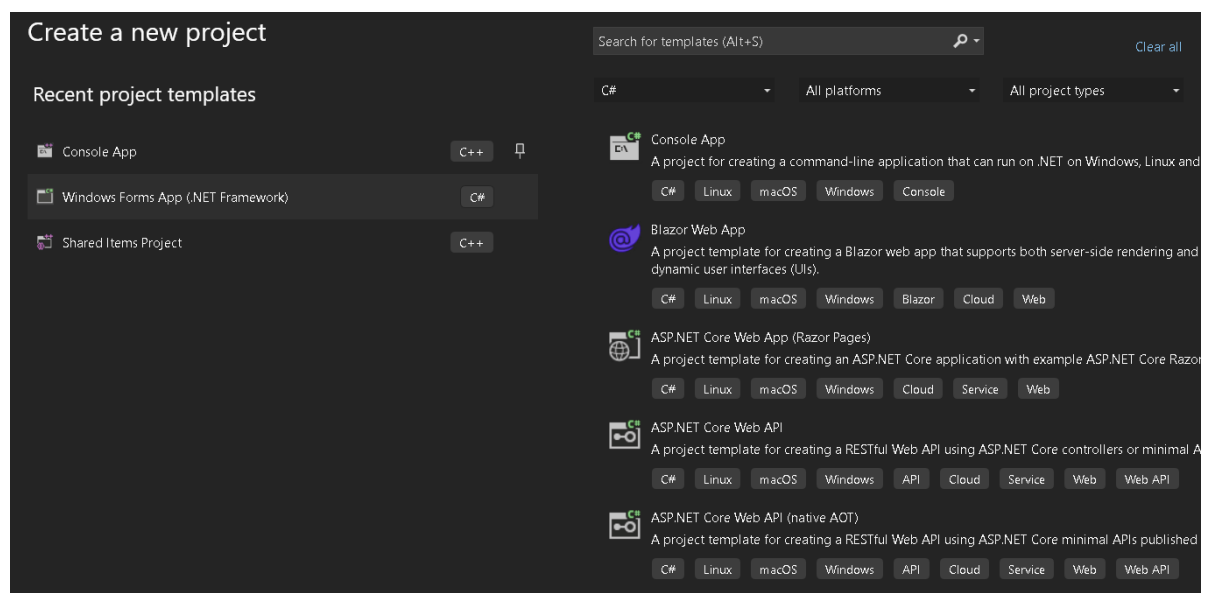 Create a new project
Recent project templates
Console App
C++
Windows Forms App (.NET Framework)
C#
Shared Items Project
C++
Search for templates (Alt+S)
Clear all
C#
All platforms
All project types
Console App
A project for creating a command-line application that can run on .NET on Windows, Linux and
C# Linux macOS Windows Console
Blazor Web App
A project template for creating a Blazor web app that supports both server-side rendering and
dynamic user interfaces (UIs).
C# Linux macOS Windows Blazor Cloud Web
ASP.NET Core Web App (Razor Pages)
A project template for creating an ASP.NET Core application with example ASP.NET Core Razo
C# Linux macOS Windows Cloud Service Web
ASP.NET Core Web API
A project template for creating a RESTful Web API using ASP.NET Core controllers or minimal A
C# Linux macOS Windows API Cloud Service Web Web API
ASP.NET Core Web API (native AOT)
A project template for creating a RESTful Web API using ASP.NET Core minimal APIs published
C# Linux macOS Windows API Cloud Service Web Web API